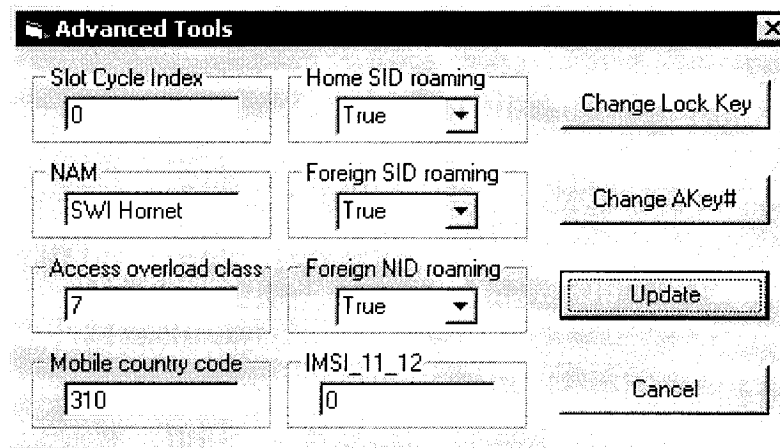 Advanced Tools
Slot Cycle Index
0
Home SID roaming
True
Change Lock Key
NAM
SWI Hornet
Foreign SID roaming
True
Change AKey#
Access overload class
7
Foreign NID roaming
True
Update
Mobile country code
310
IMSI_11_12
0
Cancel